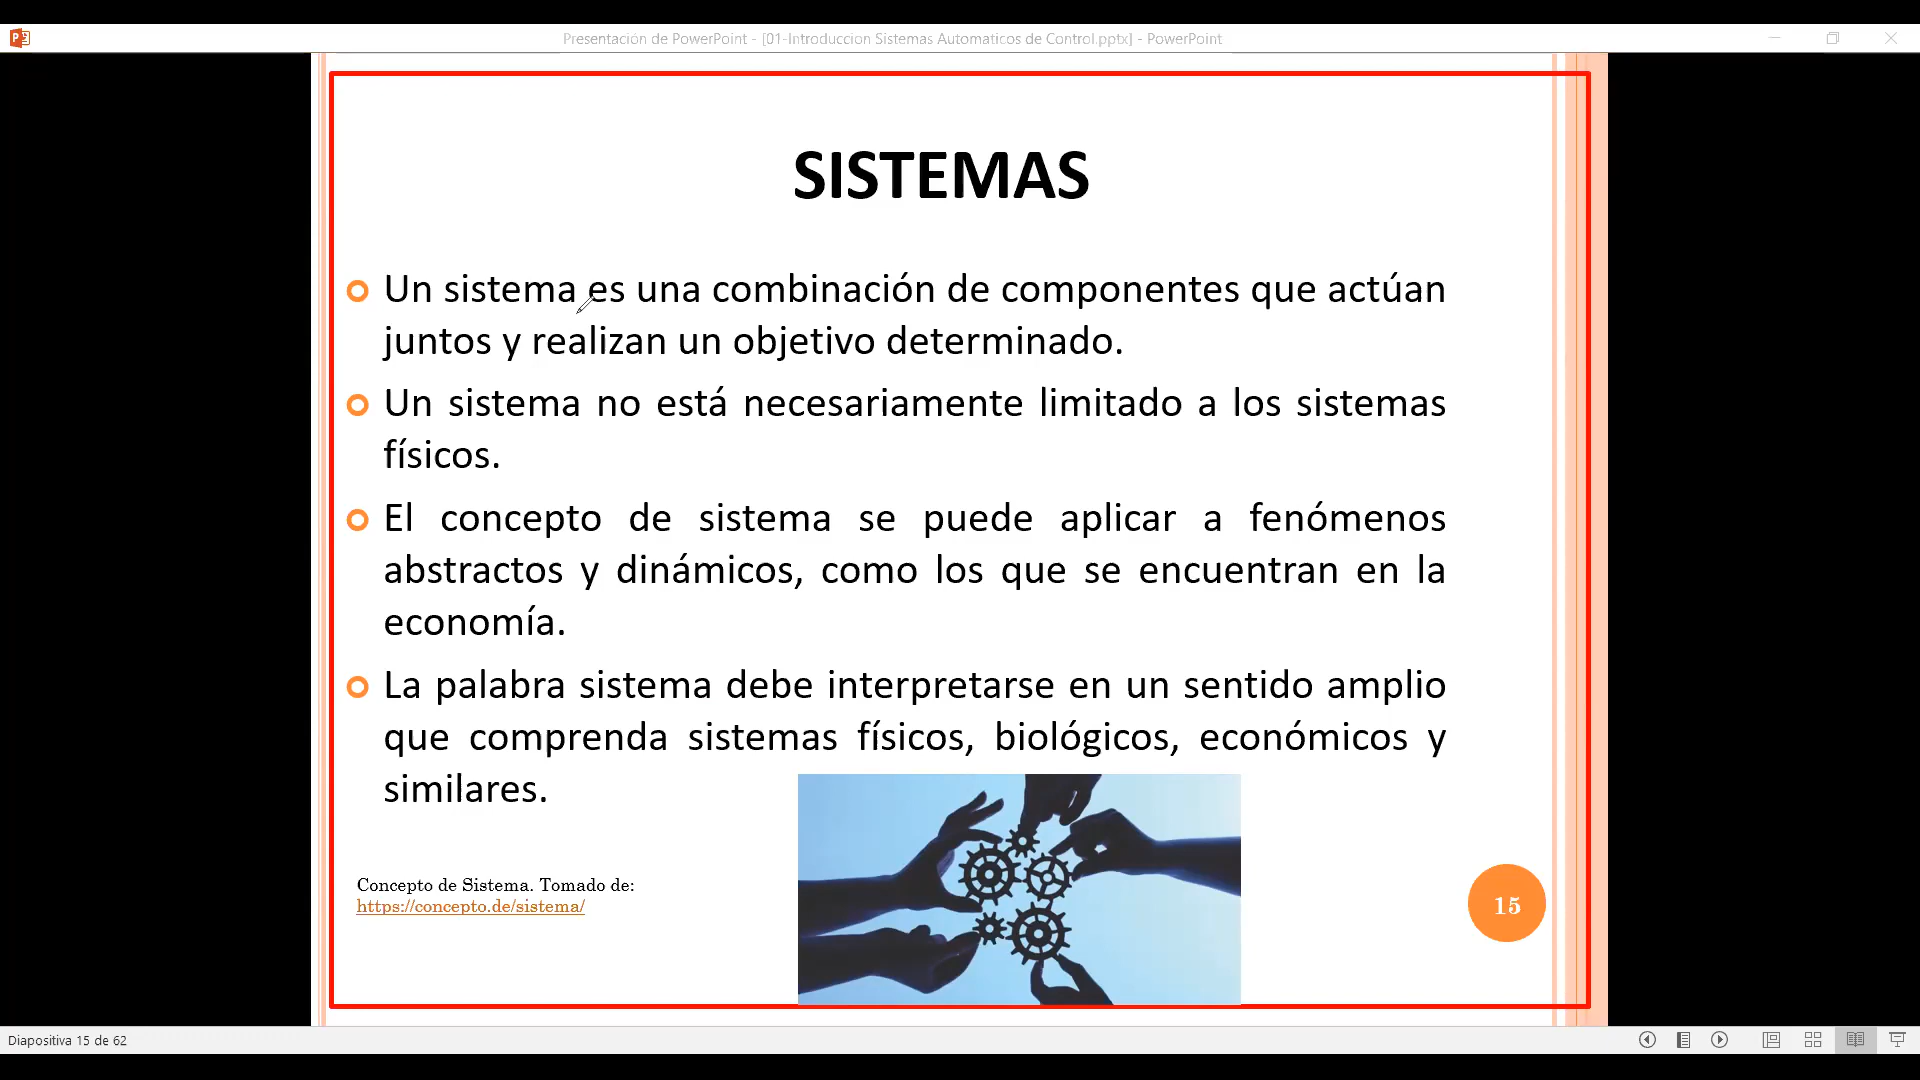 Presentación de PowerPoint - [01-Introduccion Sistemas Automaticos de Control.pptx] - PowerPoint
SISTEMAS
Un sistema es una combinación de componentes que actúan
juntos y realizan un objetivo determinado.
Un sistema no está necesariamente limitado a los sistemas
físicos.
El concepto de sistema se puede aplicar a fenómenos
abstractos y dinámicos, como los que se encuentran en la
economía.
La palabra sistema debe interpretarse en un sentido amplio
que comprenda sistemas físicos, biológicos, económicos y
similares.
Concepto de Sistema. Tomado de:
https://concepto.de/sistema/
15
Diapositiva 15 de 62